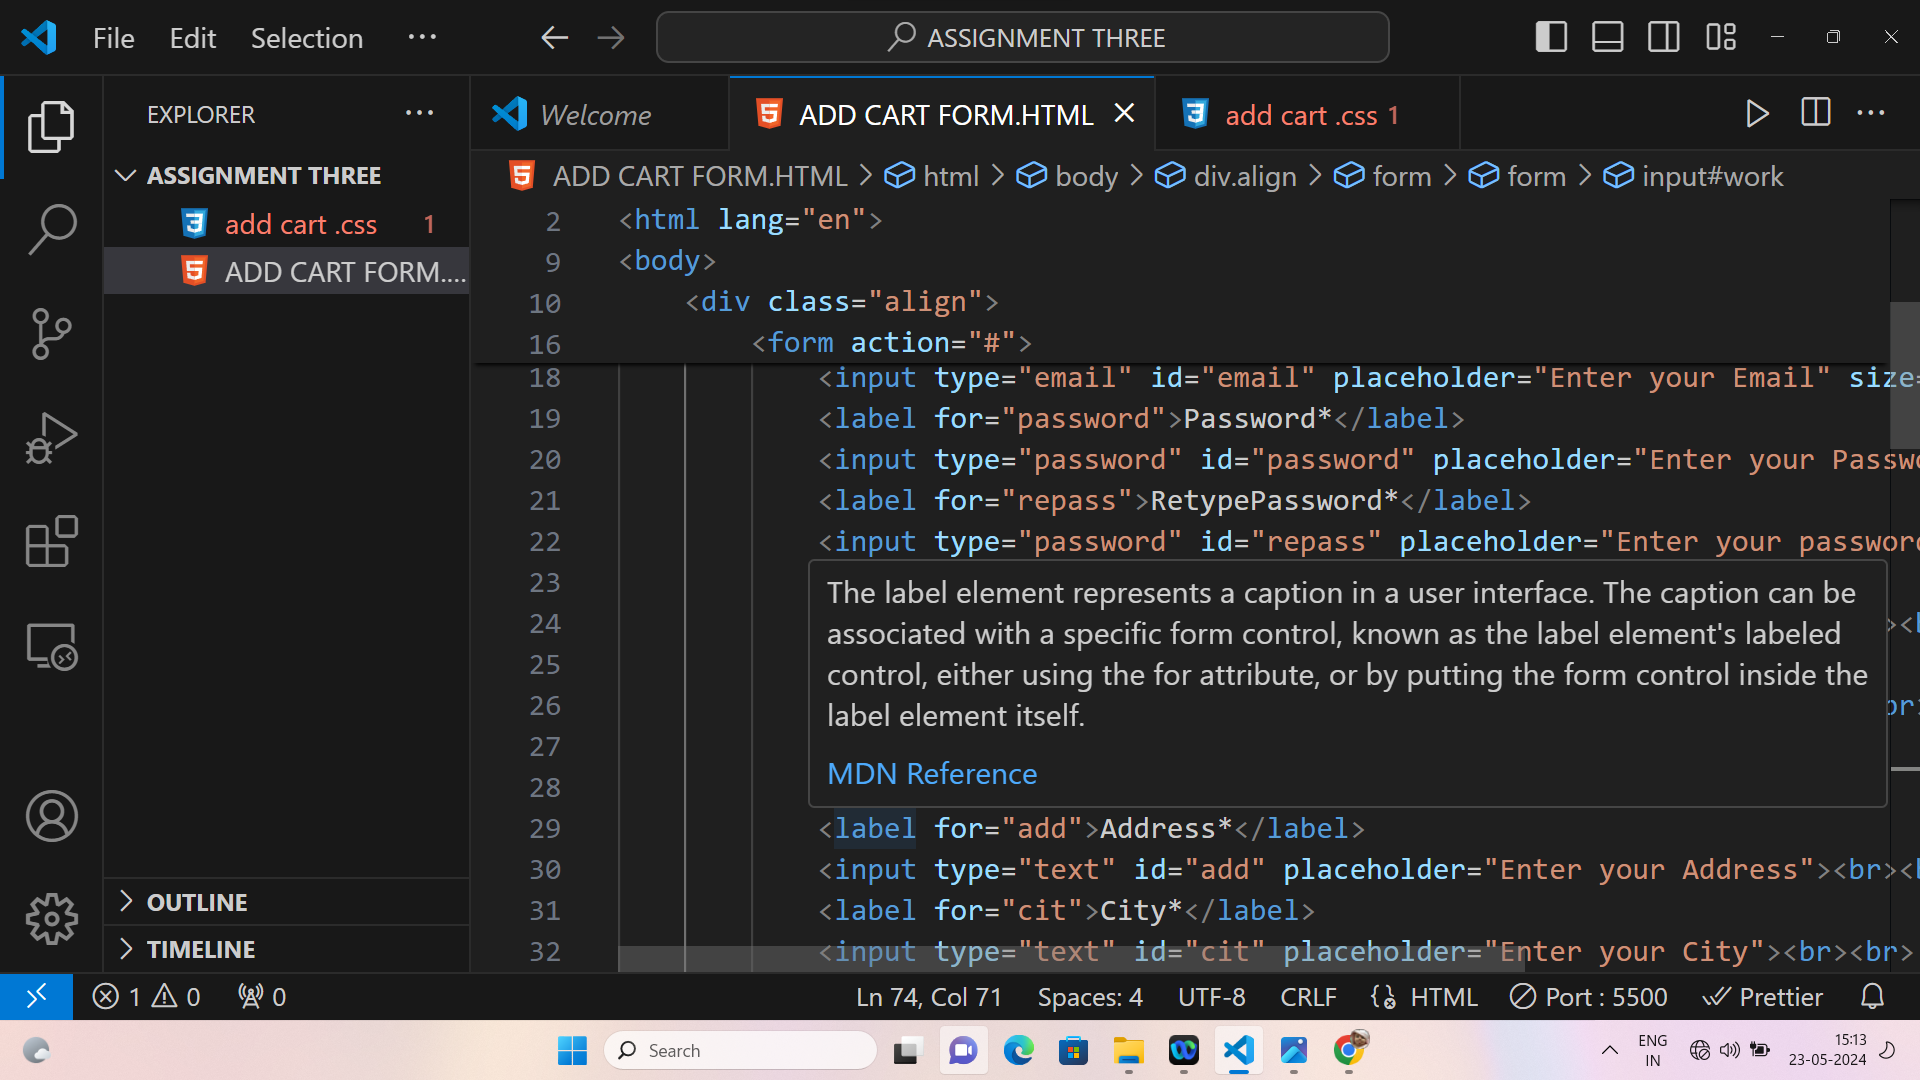 File Edit Selection ··· ASSIGNMENT THREE
EXPLORER ···
ASSIGNMENT THREE
add cart .css 1
ADD CART FORM....
OUTLINE
TIMELINE
Welcome ADD CART FORM.HTML add cart .css 1
ADD CART FORM.HTML > html > body > div.align > form > form > input#work
2 <html lang="en">
9 <body>
10 <div class="align">
16 <form action="#">
18 <input type="email" id="email" placeholder="Enter your Email" size=
19 <label for="password">Password*</label>
20 <input type="password" id="password" placeholder="Enter your Passwo
21 <label for="repass">RetypePassword*</label>
22 <input type="password" id="repass" placeholder="Enter your password
23
24
25
26
27
28
The label element represents a caption in a user interface. The caption can be
associated with a specific form control, known as the label element's labeled
control, either using the for attribute, or by putting the form control inside the
label element itself.
MDN Reference
29 <label for="add">Address*</label>
30 <input type="text" id="add" placeholder="Enter your Address"><br><b
31 <label for="cit">City*</label>
32 <input type="text" id="cit" placeholder="Enter your City"><br><br>
1 0 0 Ln 74, Col 71 Spaces: 4 UTF-8 CRLF HTML Port : 5500 Prettier
Search
ENG
IN
15:13
23-05-2024